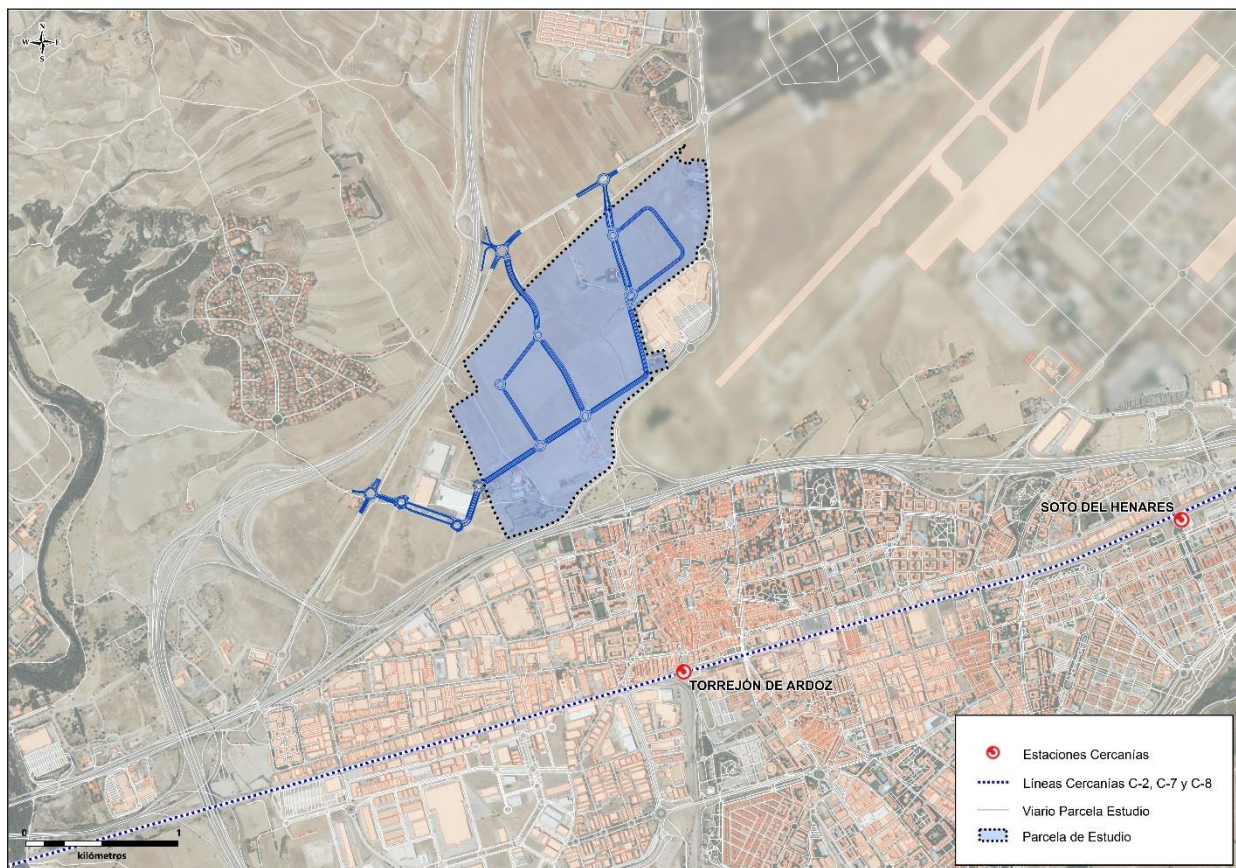 N
W E
S
SOTO DEL HENARES
TORREJÓN DE ARDOZ
Estaciones Cercanías
Líneas Cercanías C-2, C-7 y C-8
Viario Parcela Estudio
Parcela de Estudio
0 1
kilómetros